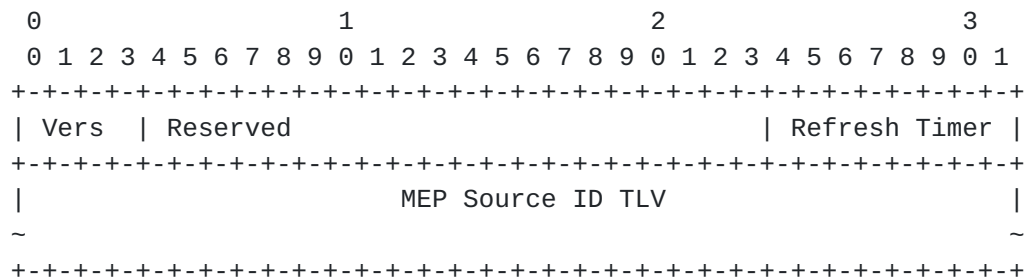 0                   1                   2                   3
 0 1 2 3 4 5 6 7 8 9 0 1 2 3 4 5 6 7 8 9 0 1 2 3 4 5 6 7 8 9 0 1
+-+-+-+-+-+-+-+-+-+-+-+-+-+-+-+-+-+-+-+-+-+-+-+-+-+-+-+-+-+-+-+-+
| Vers  | Reserved                              | Refresh Timer |
+-+-+-+-+-+-+-+-+-+-+-+-+-+-+-+-+-+-+-+-+-+-+-+-+-+-+-+-+-+-+-+-+
|                        MEP Source ID TLV                      |
~                                                               ~
+-+-+-+-+-+-+-+-+-+-+-+-+-+-+-+-+-+-+-+-+-+-+-+-+-+-+-+-+-+-+-+-+